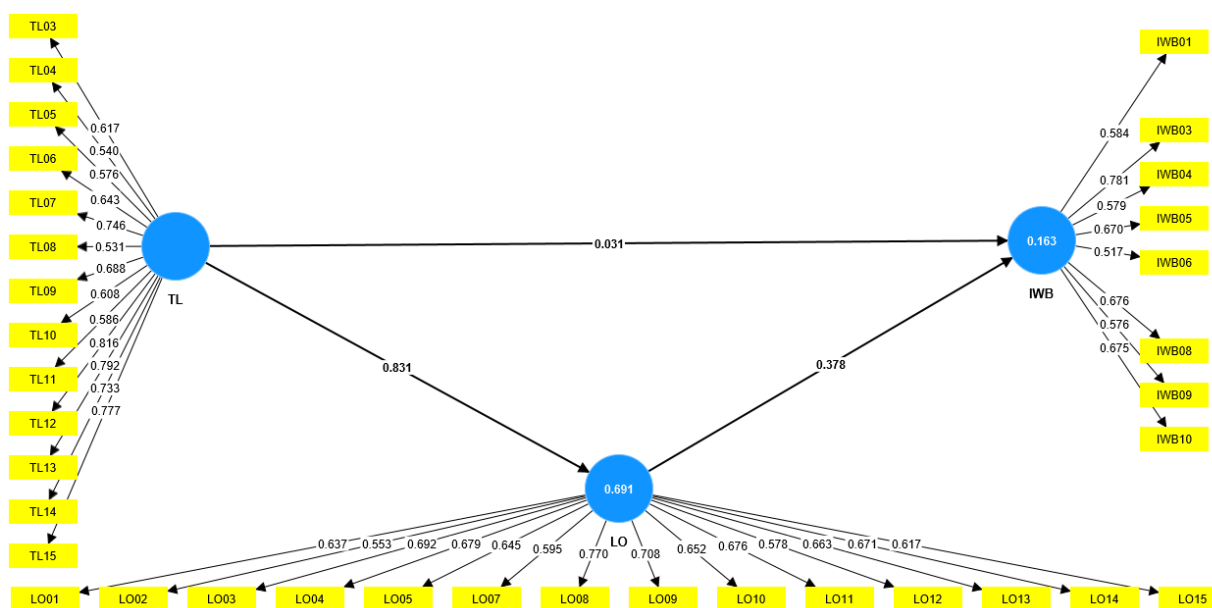 TL03
TL04
TL05
TL06
TL07
TL08
TL09
TL10
TL11
TL12
TL13
TL14
TL15
0.617
0.540
0.576
0.643
0.746
0.531
0.688
0.608
0.586
0.816
0.792
0.733
0.777
TL
0.031
0.831
0.378
0.163
IWB
0.584
0.781
0.579
0.670
0.517
0.676
0.576
0.675
IWB01
IWB03
IWB04
IWB05
IWB06
IWB08
IWB09
IWB10
0.691
LO
0.637
0.553
0.692
0.679
0.645
0.595
0.770
0.708
0.652
0.676
0.578
0.663
0.671
0.617
LO01
LO02
LO03
LO04
LO05
LO07
LO08
LO09
LO10
LO11
LO12
LO13
LO14
LO15